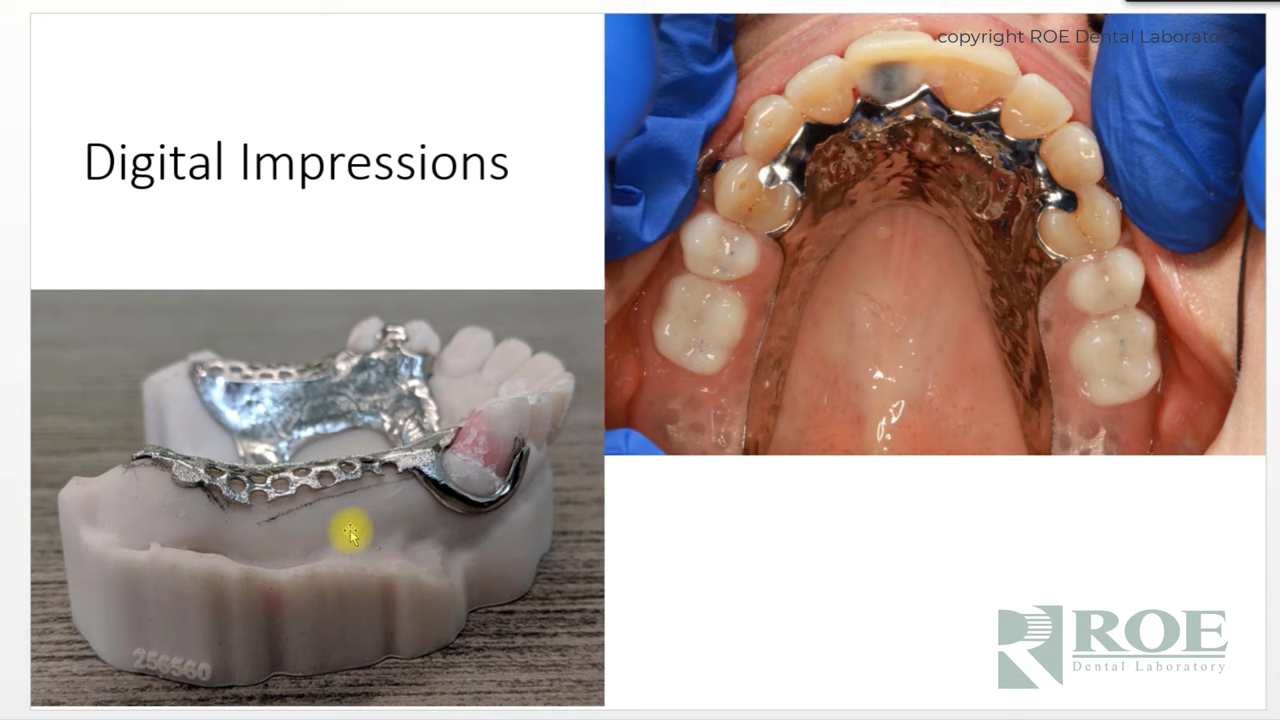 copyright ROE Dental Laboratory
Digital Impressions
256560
ROE
Dental Laboratory